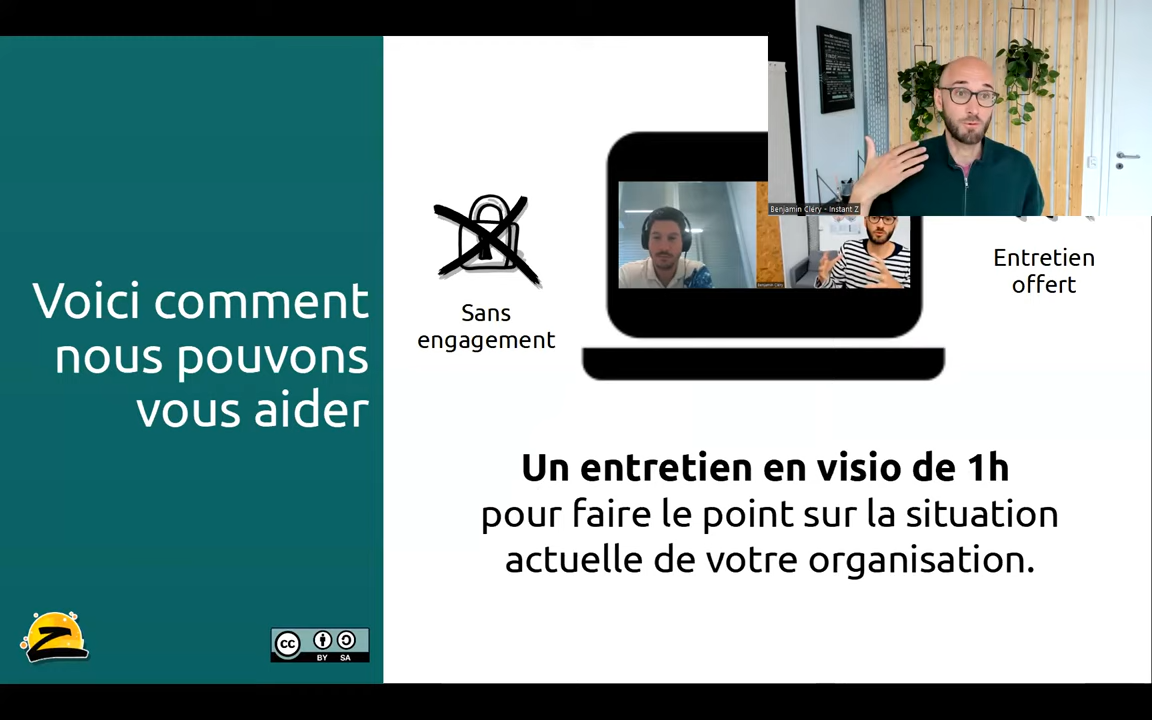 Voici comment
nous pouvons
vous aider
Sans
engagement
Benjamin Cléry - Instant Z
Entretien
offert
Un entretien en visio de 1h
pour faire le point sur la situation
actuelle de votre organisation.
Z
cc
BY SA